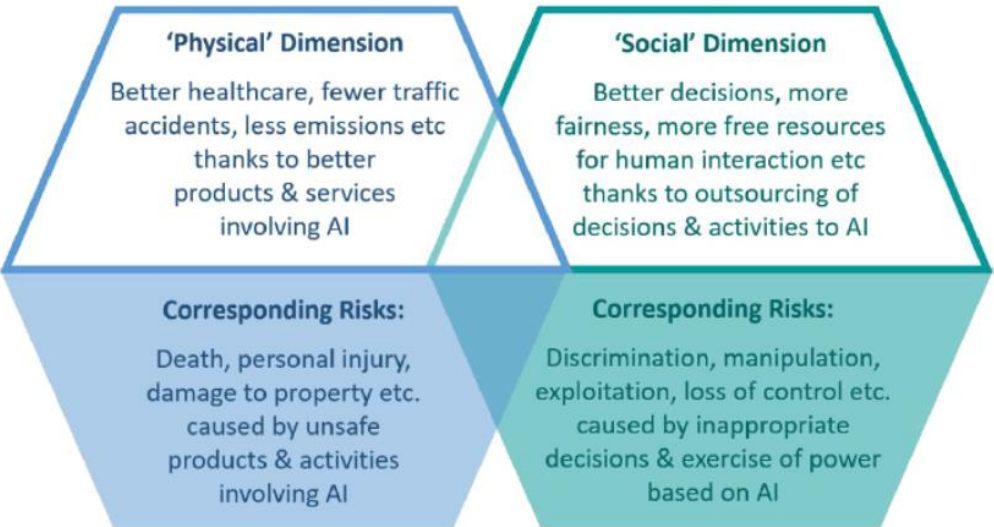 ‘Physical’ Dimension
Better healthcare, fewer traffic
accidents, less emissions etc
thanks to better
products & services
involving AI
‘Social’ Dimension
Better decisions, more
fairness, more free resources
for human interaction etc
thanks to outsourcing of
decisions & activities to AI
Corresponding Risks:
Death, personal injury,
damage to property etc.
caused by unsafe
products & activities
involving AI
Corresponding Risks:
Discrimination, manipulation,
exploitation, loss of control etc.
caused by inappropriate
decisions & exercise of power
based on AI